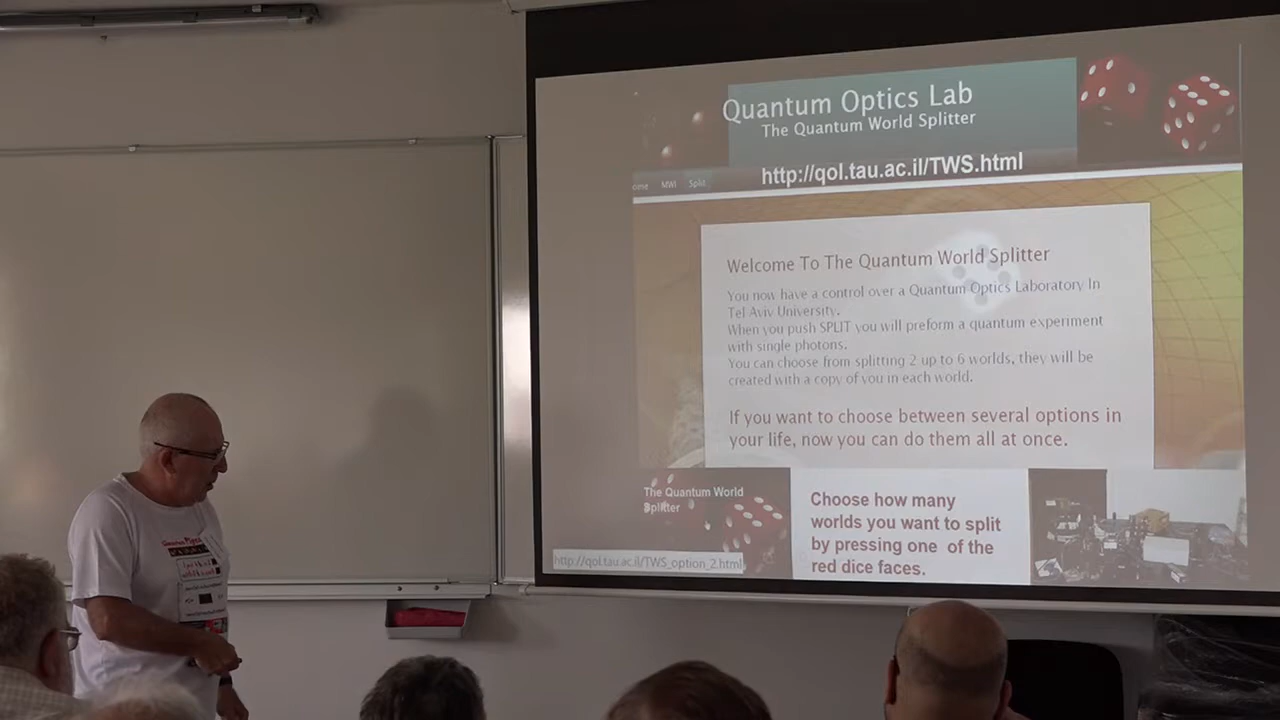 Quantum Optics Lab
The Quantum World Splitter
http://qol.tau.ac.il/TWS.html
MWI Split
Welcome To The Quantum World Splitter
You now have a control over a Quantum Optics Laboratory In
Tel Aviv University.
When you push SPLIT you will preform a quantum experiment
with single photons.
You can choose from splitting 2 up to 6 worlds, they will be
created with a copy of you in each world.
If you want to choose between several options in
your life, now you can do them all at once.
The Quantum World
Splitter
Choose how many
worlds you want to split
by pressing one of the
red dice faces.
http://qol.tau.ac.il/TWS_option_2.html